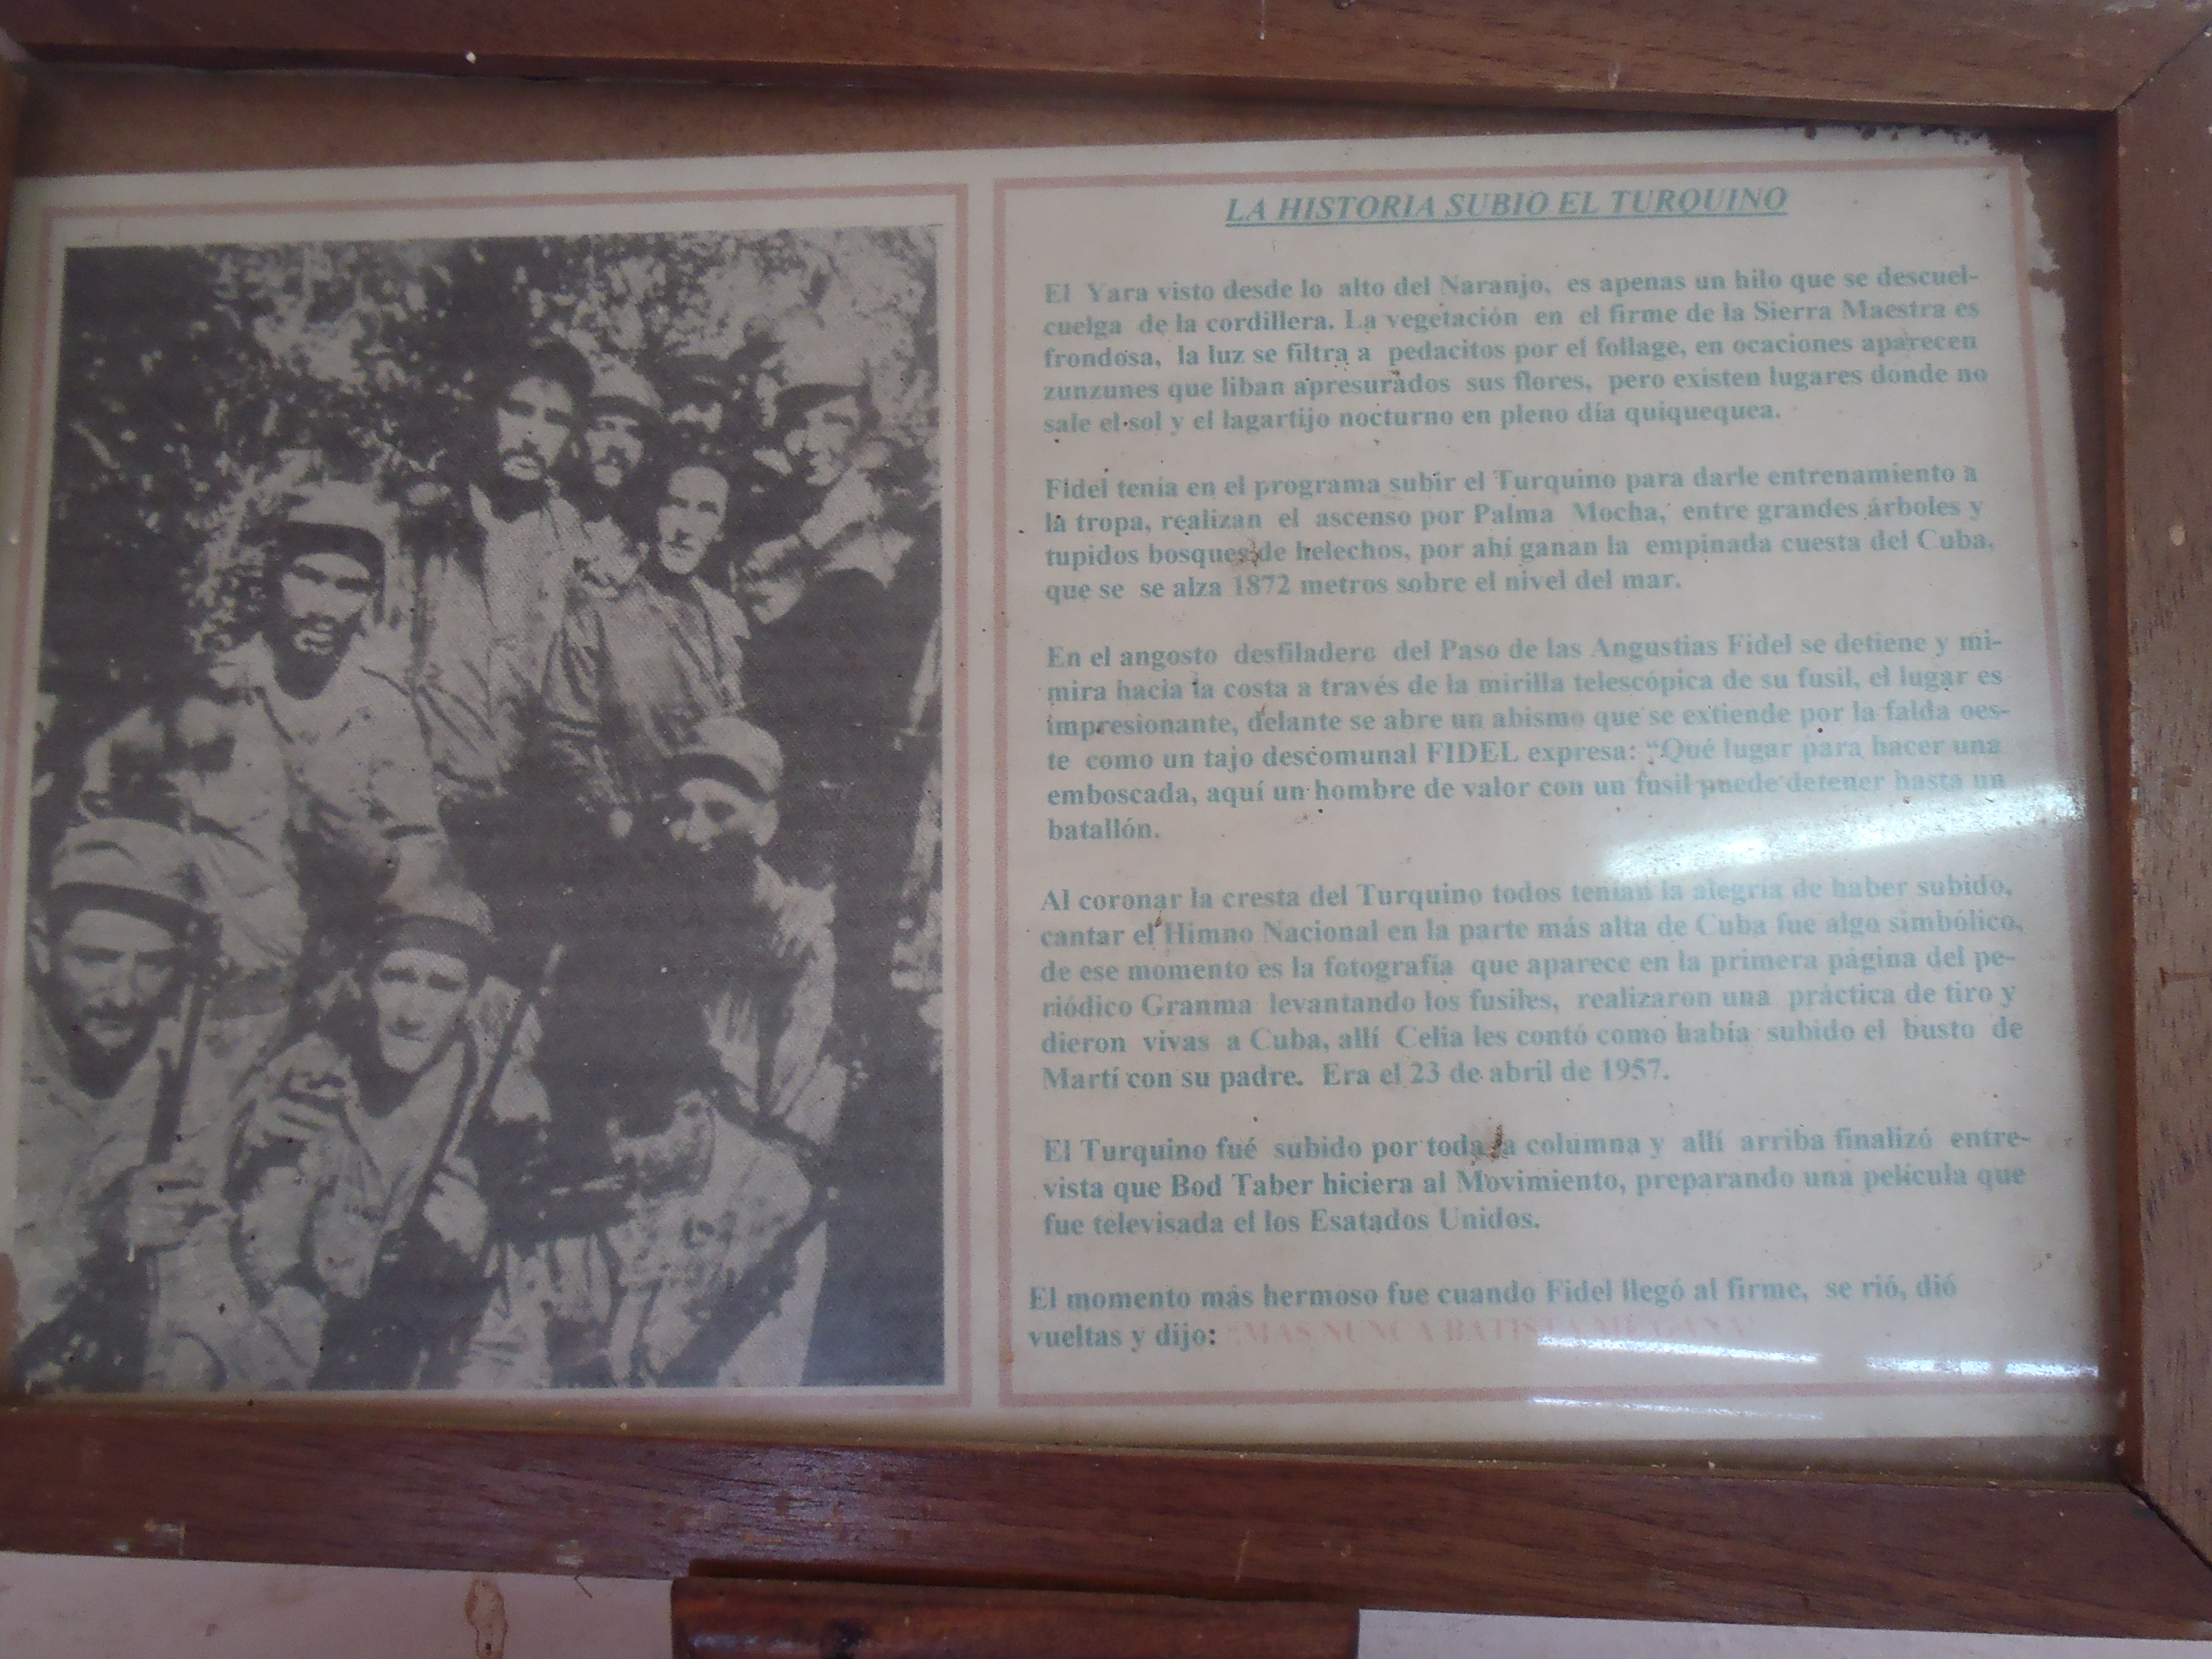 LA HISTORIA SUBIO EL TURQUINO
El Yara visto desde lo alto del Naranjo, es apenas un hilo que se descuel-
cuelga de la cordillera. La vegetación en el firme de la Sierra Maestra es
frondosa, la luz se filtra a pedacitos por el follage, en ocaciones aparecen
zunzunes que liban apresurados sus flores, pero existen lugares donde no
sale el sol y el lagartijo nocturno en pleno día quiquequea.
Fidel tenía en el programa subir el Turquino para darle entrenamiento a
la tropa, realizan el ascenso por Palma Mocha, entre grandes árboles y
tupidos bosques de helechos, por ahí ganan la empinada cuesta del Cuba,
que se se alza 1872 metros sobre el nivel del mar.
En el angosto desfiladero del Paso de las Angustias Fidel se detiene y mi-
mira hacia la costa a través de la mirilla telescópica de su fusil, el lugar es
impresionante, delante se abre un abismo que se extiende por la falda oes-
te como un tajo descomunal FIDEL expresa: “Qué lugar para hacer una
emboscada, aquí un hombre de valor con un fusil puede detener hasta un
batallón.
Al coronar la cresta del Turquino todos tenían la alegría de haber subido,
cantar el Himno Nacional en la parte más alta de Cuba fue algo simbólico,
de ese momento es la fotografía que aparece en la primera página del pe-
riódico Granma levantando los fusiles, realizaron una práctica de tiro y
dieron vivas a Cuba, allí Celia les contó como había subido el busto de
Martí con su padre. Era el 23 de abril de 1957.
El Turquino fué subido por toda la columna y allí arriba finalizó entre-
vista que Bod Taber hiciera al Movimiento, preparando una película que
fue televisada el los Esatados Unidos.
El momento más hermoso fue cuando Fidel llegó al firme, se rió, dió
vueltas y dijo: “MAS NUNCA BATISTA ME GANA”